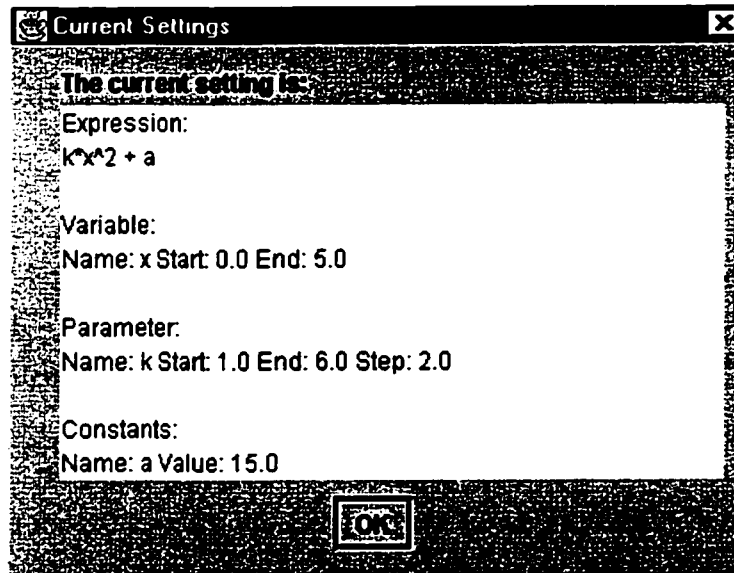 Current Settings
The current setting is:
Expression:
k*x^2 + a
Variable:
Name: x Start: 0.0 End: 5.0
Parameter:
Name: k Start: 1.0 End: 6.0 Step: 2.0
Constants:
Name: a Value: 15.0
OK